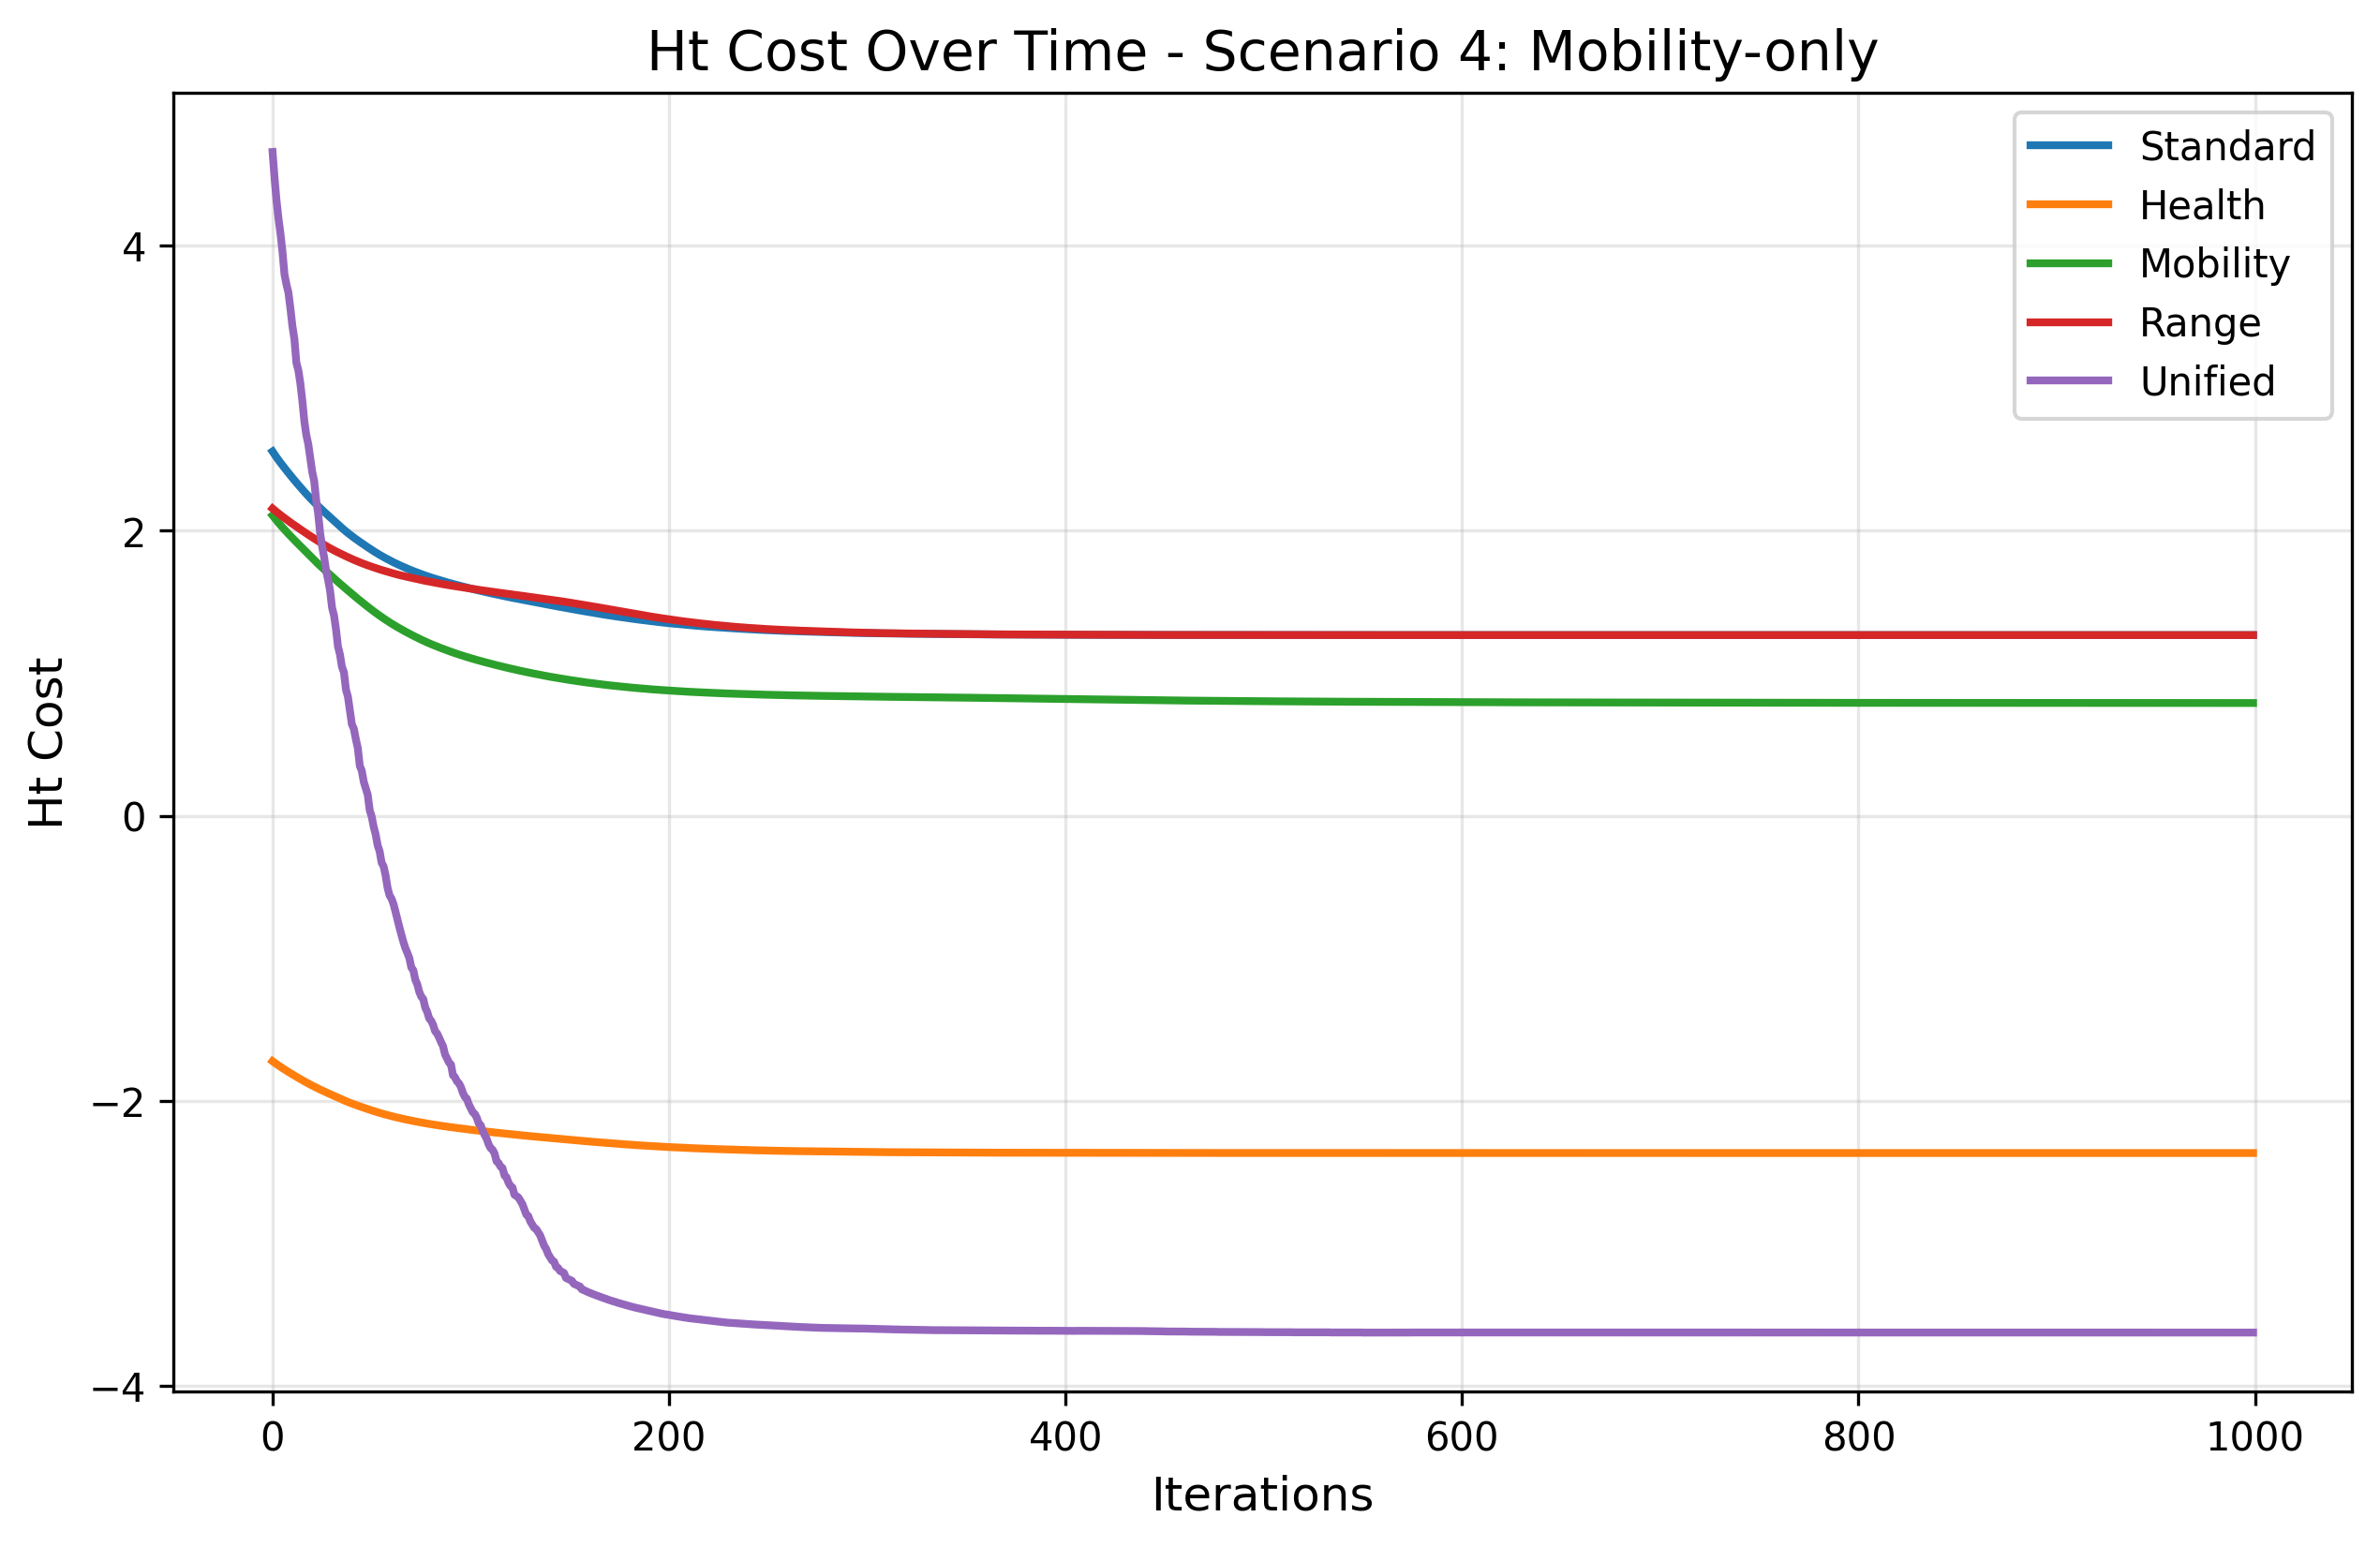 Ht Cost Over Time - Scenario 4: Mobility-only
Standard
Health
Mobility
Range
Unified
Ht Cost
4
2
0
−2
−4
0 200 400 600 800 1000
Iterations